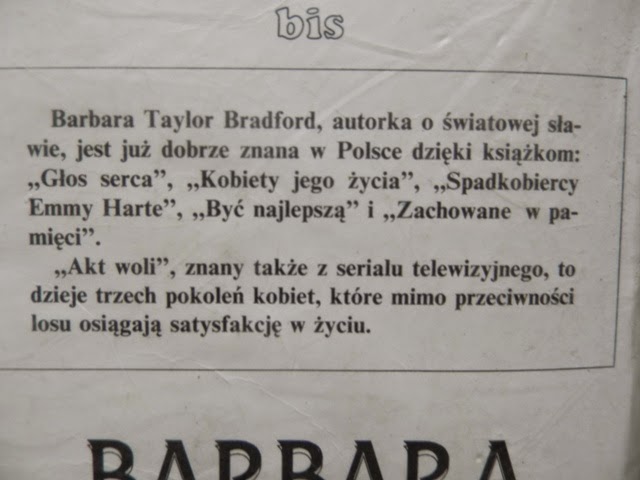 bis
Barbara Taylor Bradford, autorka o światowej sła-
wie, jest już dobrze znana w Polsce dzięki książkom:
„Głos serca”, „Kobiety jego życia”, „Spadkobiercy
Emmy Harte”, „Być najlepszą” i „Zachowane w pa-
mięci”.
„Akt woli”, znany także z serialu telewizyjnego, to
dzieje trzech pokoleń kobiet, które mimo przeciwności
losu osiągają satysfakcję w życiu.
BARBARA